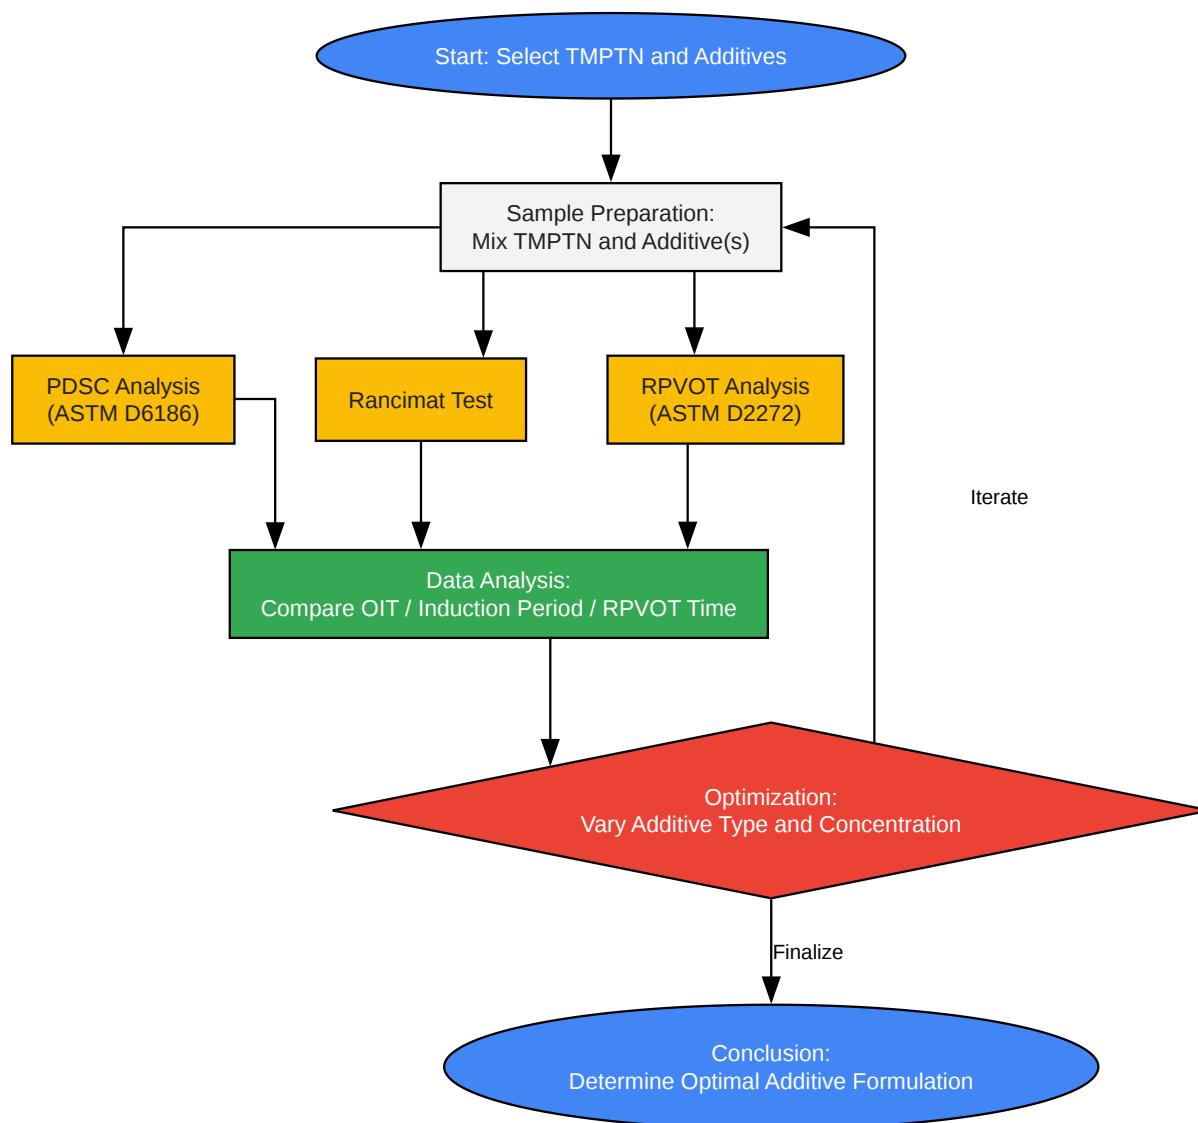 Start: Select TMPTN and Additives
Sample Preparation:
Mix TMPTN and Additive(s)
PDSC Analysis
(ASTM D6186)
Rancimat Test
RPVOT Analysis
(ASTM D2272)
Iterate
Data Analysis:
Compare OIT / Induction Period / RPVOT Time
Optimization:
Vary Additive Type and Concentration
Finalize
Conclusion:
Determine Optimal Additive Formulation